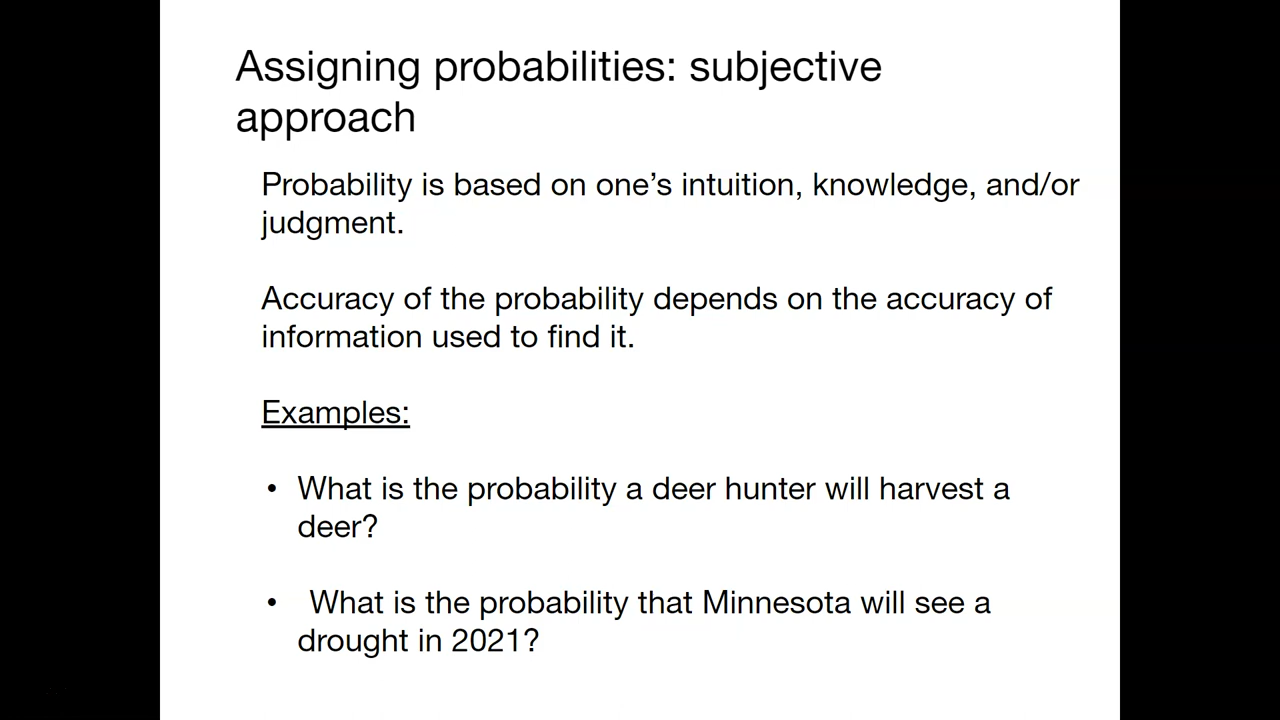 Assigning probabilities: subjective
approach
Probability is based on one’s intuition, knowledge, and/or
judgment.
Accuracy of the probability depends on the accuracy of
information used to find it.
Examples:
• What is the probability a deer hunter will harvest a
deer?
• What is the probability that Minnesota will see a
drought in 2021?